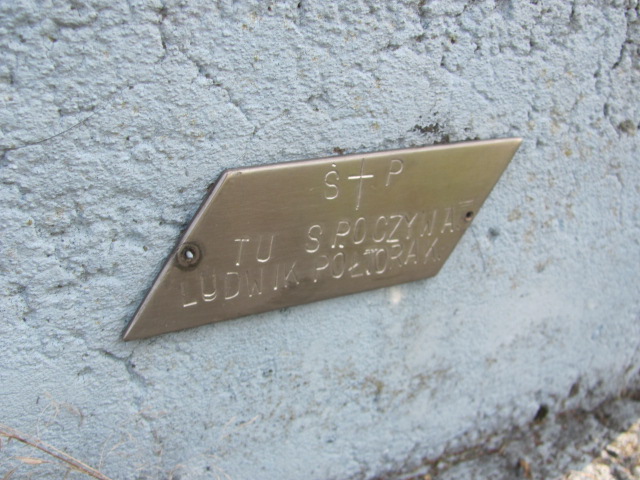 Ś † P
TU SPOCZYWA
LUDWIK PÓŁTORAK